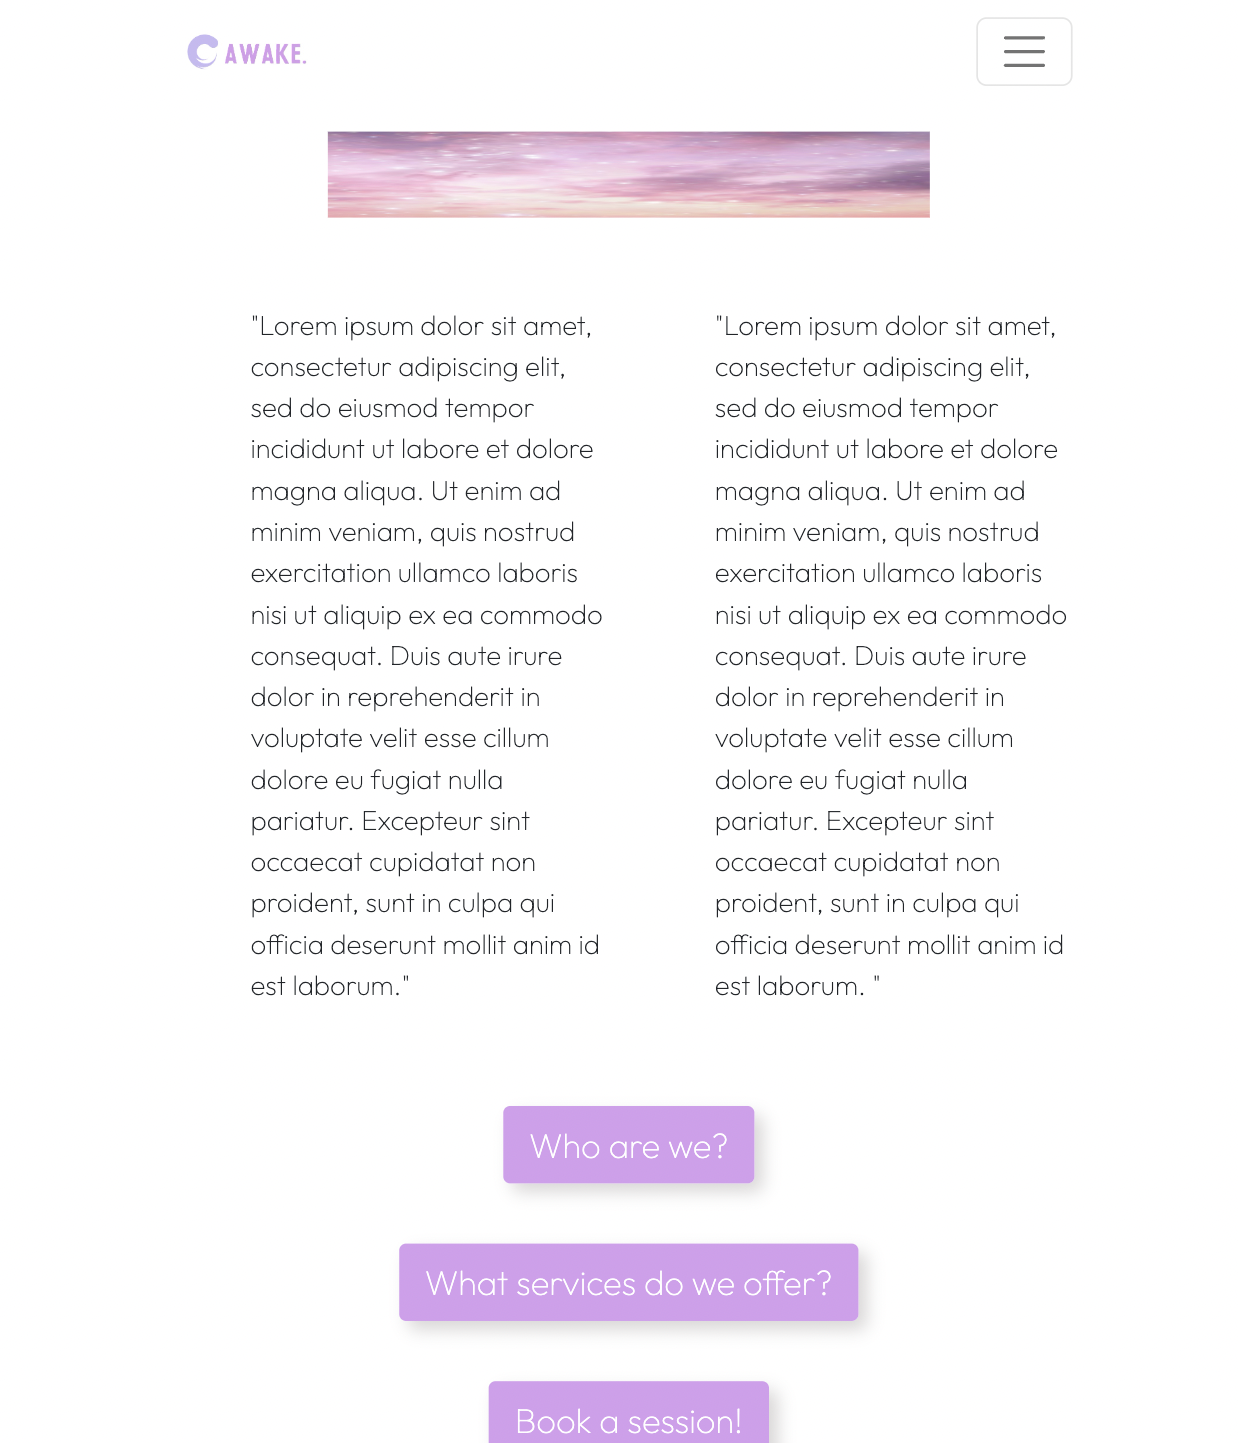 AWAKE.
"Lorem ipsum dolor sit amet,
consectetur adipiscing elit,
sed do eiusmod tempor
incididunt ut labore et dolore
magna aliqua. Ut enim ad
minim veniam, quis nostrud
exercitation ullamco laboris
nisi ut aliquip ex ea commodo
consequat. Duis aute irure
dolor in reprehenderit in
voluptate velit esse cillum
dolore eu fugiat nulla
pariatur. Excepteur sint
occaecat cupidatat non
proident, sunt in culpa qui
officia deserunt mollit anim id
est laborum."
"Lorem ipsum dolor sit amet,
consectetur adipiscing elit,
sed do eiusmod tempor
incididunt ut labore et dolore
magna aliqua. Ut enim ad
minim veniam, quis nostrud
exercitation ullamco laboris
nisi ut aliquip ex ea commodo
consequat. Duis aute irure
dolor in reprehenderit in
voluptate velit esse cillum
dolore eu fugiat nulla
pariatur. Excepteur sint
occaecat cupidatat non
proident, sunt in culpa qui
officia deserunt mollit anim id
est laborum. "
Who are we?
What services do we offer?
Book a session!